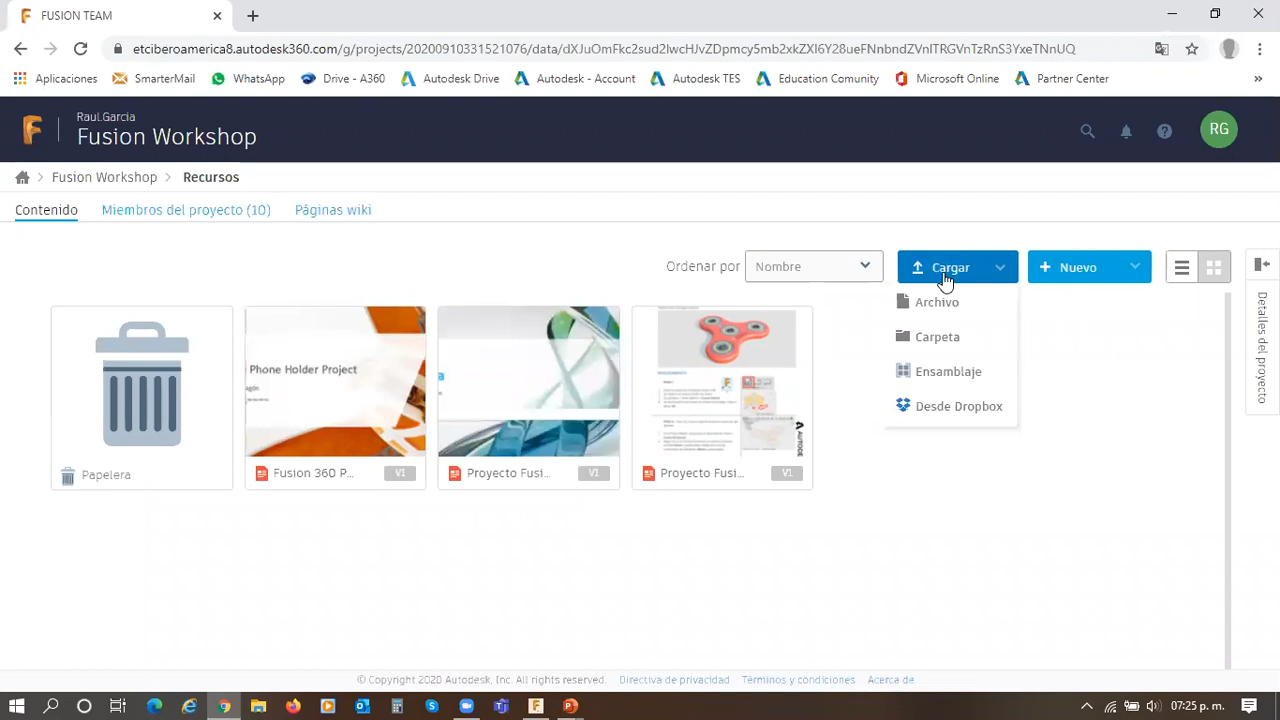 FUSION TEAM
etciberoamerica8.autodesk360.com/g/projects/20200910331521076/data/
Aplicaciones SmarterMail WhatsApp Drive - A360 Autodesk Drive Autodesk - Account Autodesk TES Education Comunity Microsoft Online Partner Center »
Raul.Garcia
Fusion Workshop
RG
Fusion Workshop > Recursos
Contenido Miembros del proyecto (10) Páginas wiki
Ordenar por Nombre Cargar Nuevo
Archivo
Carpeta
Ensamblaje
Desde Dropbox
Detalles del proyecto
Phone Holder Project
Papelera
Fusion 360 P... V1
Proyecto Fusi... V1
Proyecto Fusi... V1
© Copyright 2020 Autodesk, Inc. All rights reserved. Directiva de privacidad Términos y condiciones Acerca de
07:25 p. m.